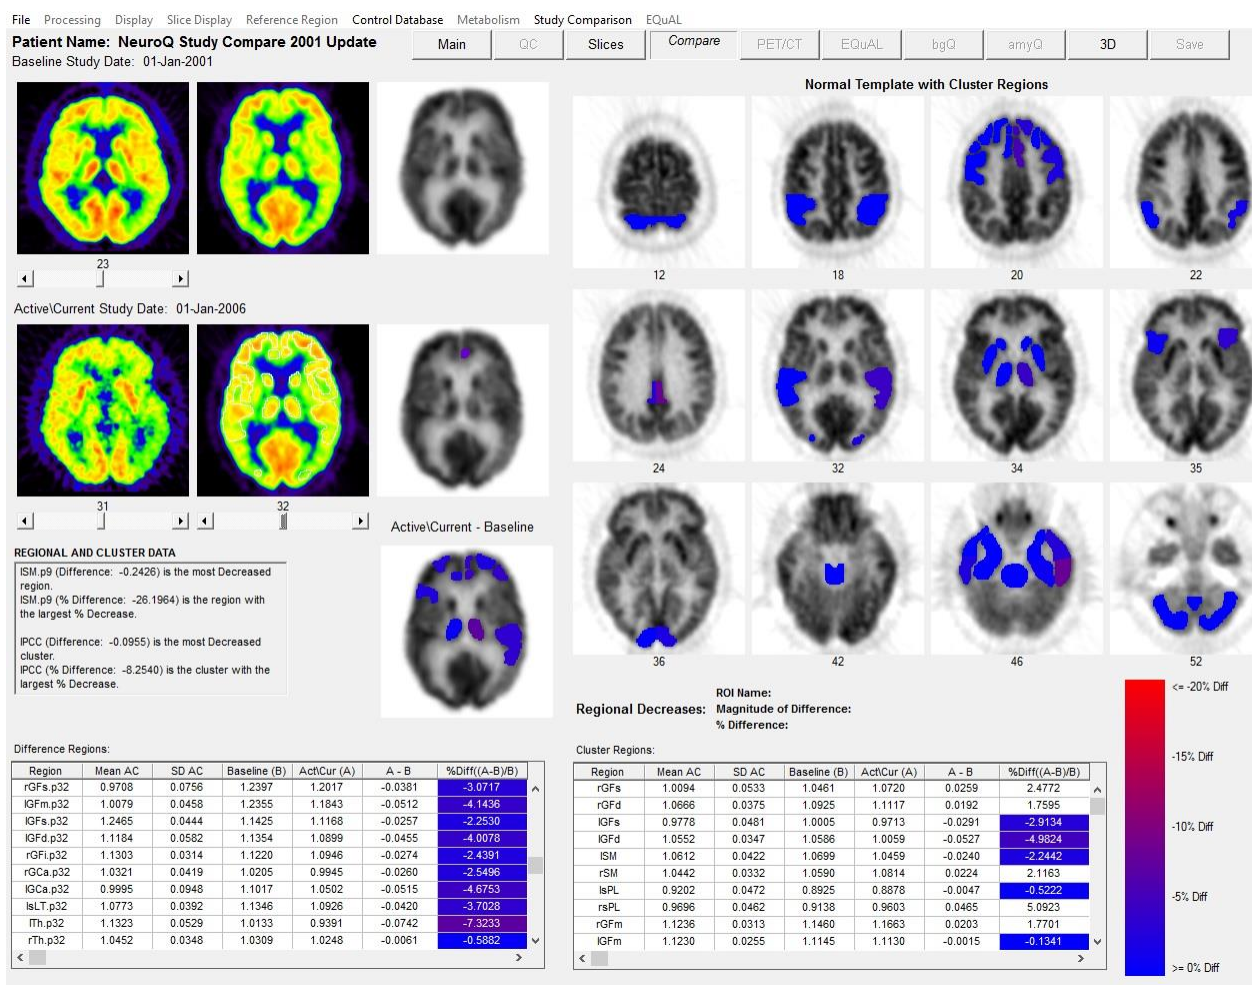 File Processing Display Slice Display Reference Region Control Database Metabolism Study Comparison EQuAL
Patient Name: NeuroQ Study Compare 2001 Update
Main QC Slices Compare PET/CT EQuAL bgQ amyQ 3D Save
Baseline Study Date: 01-Jan-2001
23
Active\Current Study Date: 01-Jan-2006
31 32
Active\Current - Baseline
REGIONAL AND CLUSTER DATA
ISM.p9 (Difference: -0.2426) is the most Decreased
region.
ISM.p9 (% Difference: -26.1964) is the region with
the largest % Decrease.
IPCC (Difference: -0.0955) is the most Decreased
cluster.
IPCC (% Difference: -8.2540) is the cluster with the
largest % Decrease.
Normal Template with Cluster Regions
12 18 20 22
24 32 34 35
36 42 46 52
Regional Decreases:
ROI Name:
Magnitude of Difference:
% Difference:
<= -20% Diff
-15% Diff
-10% Diff
-5% Diff
>= 0% Diff
Difference Regions:
Region Mean AC SD AC Baseline (B) Act\Cur (A) A - B %Diff((A-B)/B)
rGFs.p32 0.9708 0.0756 1.2397 1.2017 -0.0381 -3.0717
lGFm.p32 1.0079 0.0458 1.2355 1.1843 -0.0512 -4.1436
lGFs.p32 1.2465 0.0444 1.1425 1.1168 -0.0257 -2.2530
lGFd.p32 1.1184 0.0582 1.1354 1.0899 -0.0455 -4.0078
rGFi.p32 1.1303 0.0314 1.1220 1.0946 -0.0274 -2.4391
rGCa.p32 1.0321 0.0419 1.0205 0.9945 -0.0260 -2.5496
lGCa.p32 0.9995 0.0948 1.1017 1.0502 -0.0515 -4.6753
lsLT.p32 1.0773 0.0392 1.1346 1.0926 -0.0420 -3.7028
lTh.p32 1.1323 0.0529 1.0133 0.9391 -0.0742 -7.3233
rTh.p32 1.0452 0.0348 1.0309 1.0248 -0.0061 -0.5882
Cluster Regions:
Region Mean AC SD AC Baseline (B) Act\Cur (A) A - B %Diff((A-B)/B)
rGFs 1.0094 0.0533 1.0461 1.0720 0.0259 2.4772
rGFd 1.0666 0.0375 1.0925 1.1117 0.0192 1.7595
lGFs 0.9778 0.0481 1.0005 0.9713 -0.0291 -2.9134
lGFd 1.0552 0.0347 1.0586 1.0059 -0.0527 -4.9824
lSM 1.0612 0.0422 1.0699 1.0459 -0.0240 -2.2442
rSM 1.0442 0.0332 1.0590 1.0814 0.0224 2.1163
lsPL 0.9202 0.0472 0.8925 0.8878 -0.0047 -0.5222
rsPL 0.9696 0.0462 0.9138 0.9603 0.0465 5.0923
rGFm 1.1236 0.0313 1.1460 1.1663 0.0203 1.7701
lGFm 1.1230 0.0255 1.1145 1.1130 -0.0015 -0.1341